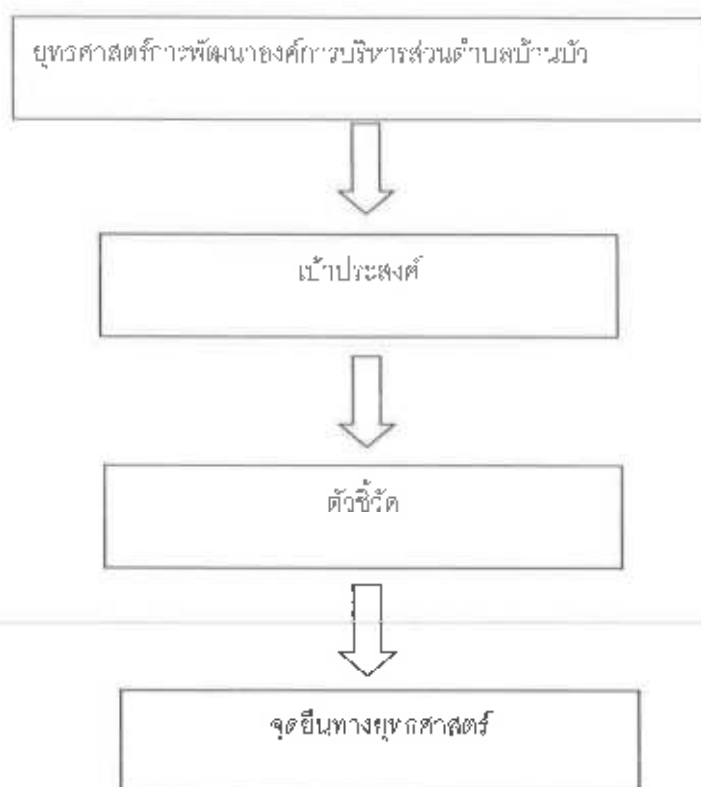 ยุทธศาสตร์การพัฒนาองค์การบริหารส่วนตำบลบ้านบัว
เป้าประสงค์
ตัวชี้วัด
จุดยืนทางยุทธศาสตร์